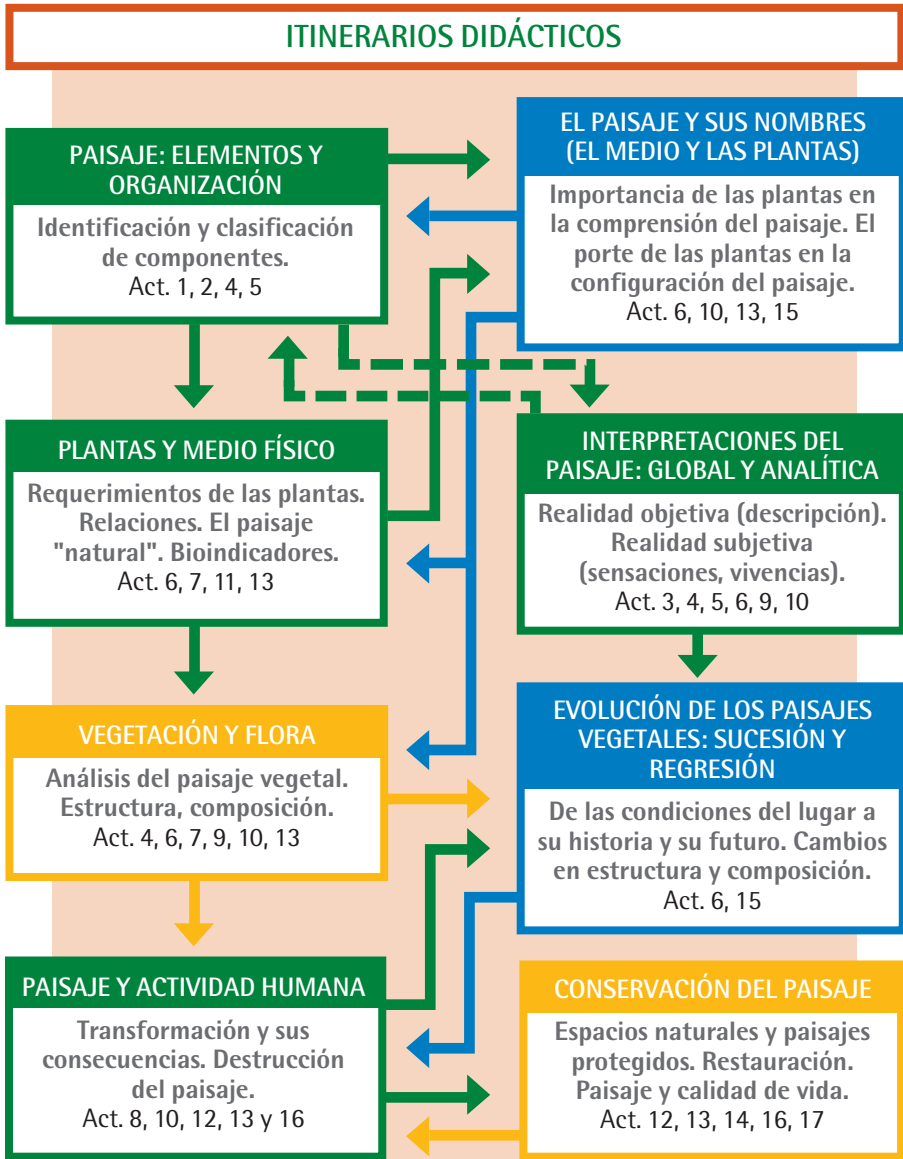 ITINERARIOS DIDÁCTICOS
PAISAJE: ELEMENTOS Y
ORGANIZACIÓN
Identificación y clasificación
de componentes.
Act. 1, 2, 4, 5
EL PAISAJE Y SUS NOMBRES
(EL MEDIO Y LAS PLANTAS)
Importancia de las plantas en
la comprensión del paisaje. El
porte de las plantas en la
configuración del paisaje.
Act. 6, 10, 13, 15
PLANTAS Y MEDIO FÍSICO
Requerimientos de las plantas.
Relaciones. El paisaje
"natural". Bioindicadores.
Act. 6, 7, 11, 13
INTERPRETACIONES DEL
PAISAJE: GLOBAL Y ANALÍTICA
Realidad objetiva (descripción).
Realidad subjetiva
(sensaciones, vivencias).
Act. 3, 4, 5, 6, 9, 10
VEGETACIÓN Y FLORA
Análisis del paisaje vegetal.
Estructura, composición.
Act. 4, 6, 7, 9, 10, 13
EVOLUCIÓN DE LOS PAISAJES
VEGETALES: SUCESIÓN Y
REGRESIÓN
De las condiciones del lugar a
su historia y su futuro. Cambios
en estructura y composición.
Act. 6, 15
PAISAJE Y ACTIVIDAD HUMANA
Transformación y sus
consecuencias. Destrucción
del paisaje.
Act. 8, 10, 12, 13 y 16
CONSERVACIÓN DEL PAISAJE
Espacios naturales y paisajes
protegidos. Restauración.
Paisaje y calidad de vida.
Act. 12, 13, 14, 16, 17